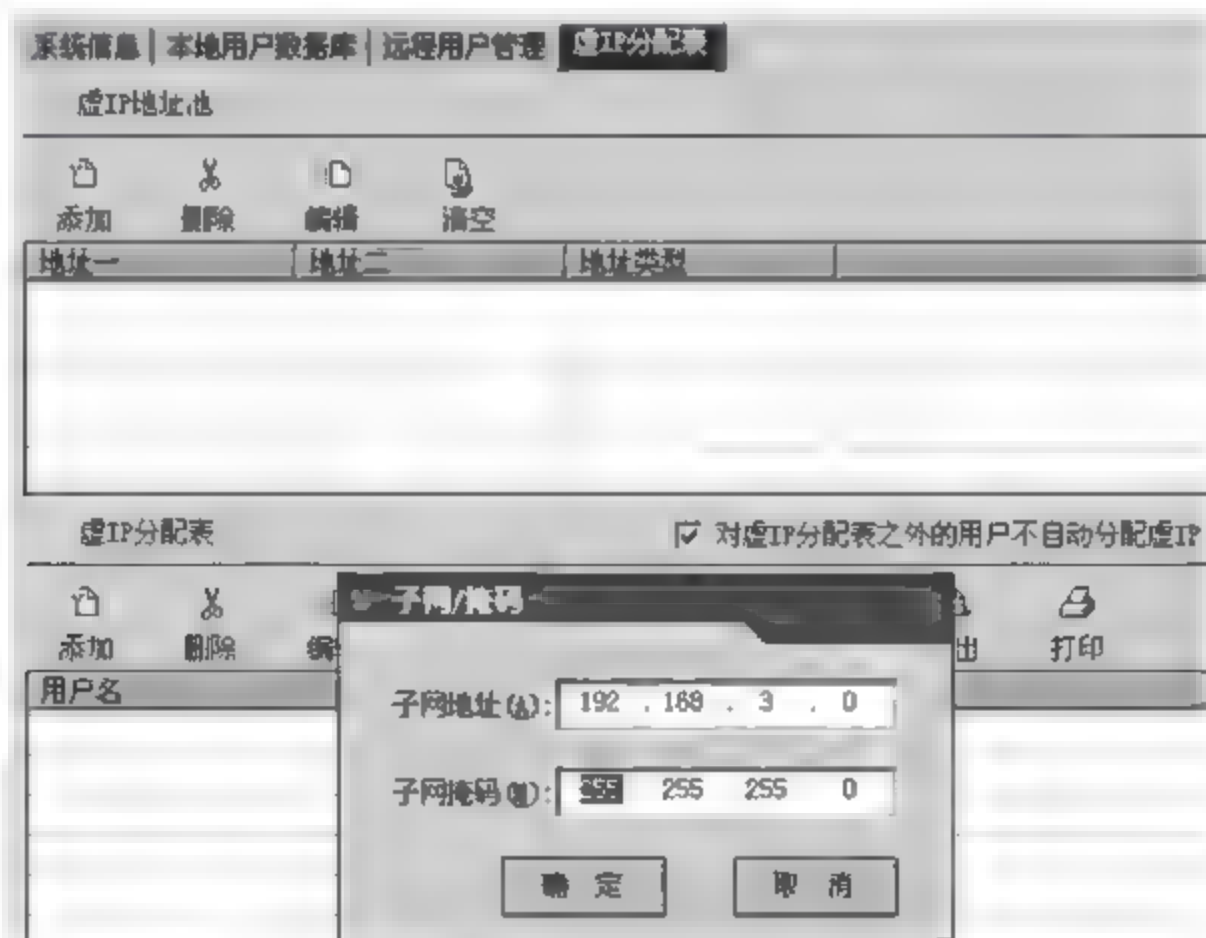 系统信息 本地用户数据库 远程用户管理 虚IP分配表
虚IP地址池
添加 删除 编辑 清空
地址一 地址二 地址类型
虚IP分配表 对虚IP分配表之外的用户不自动分配虚IP
添加 删除 编 出 打印
子网/掩码
用户名
子网地址(A): 192 . 168 . 3 . 0
子网掩码(M): 255 255 255 0
确 定 取 消